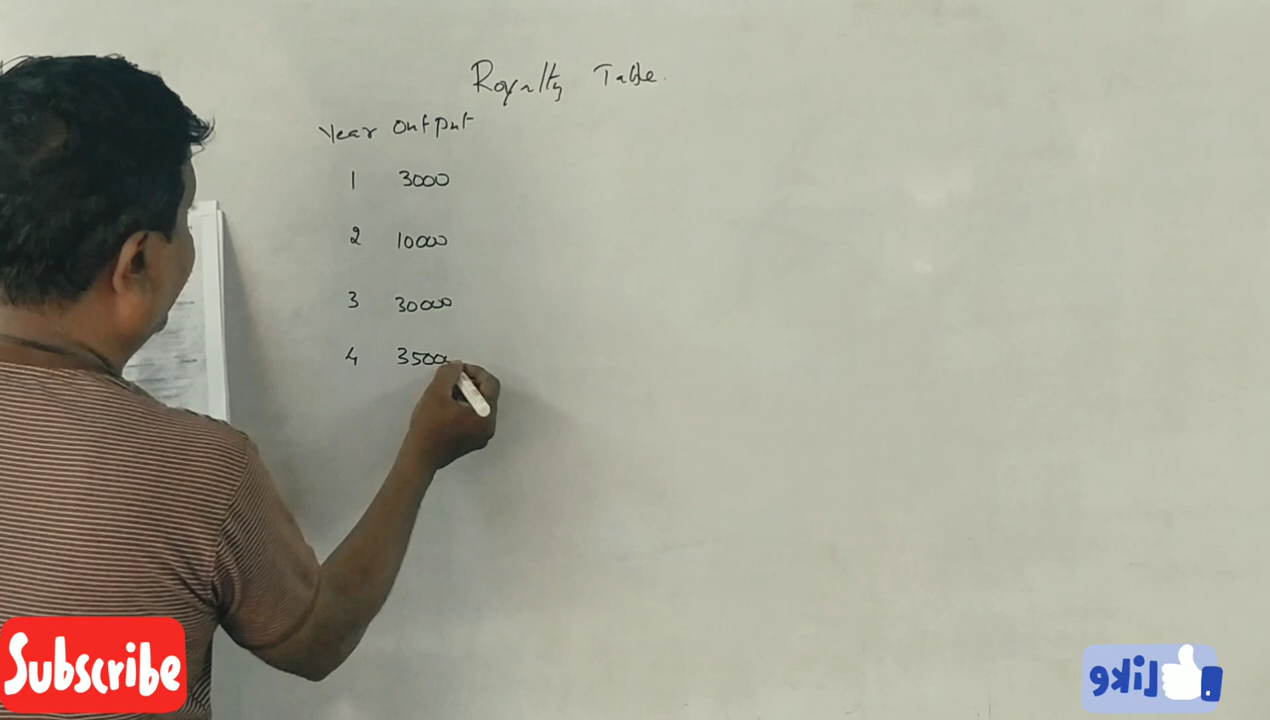 Royalty Table.
Year Output
1 3000
2 10000
3 30000
4 3500
Subscribe
Like